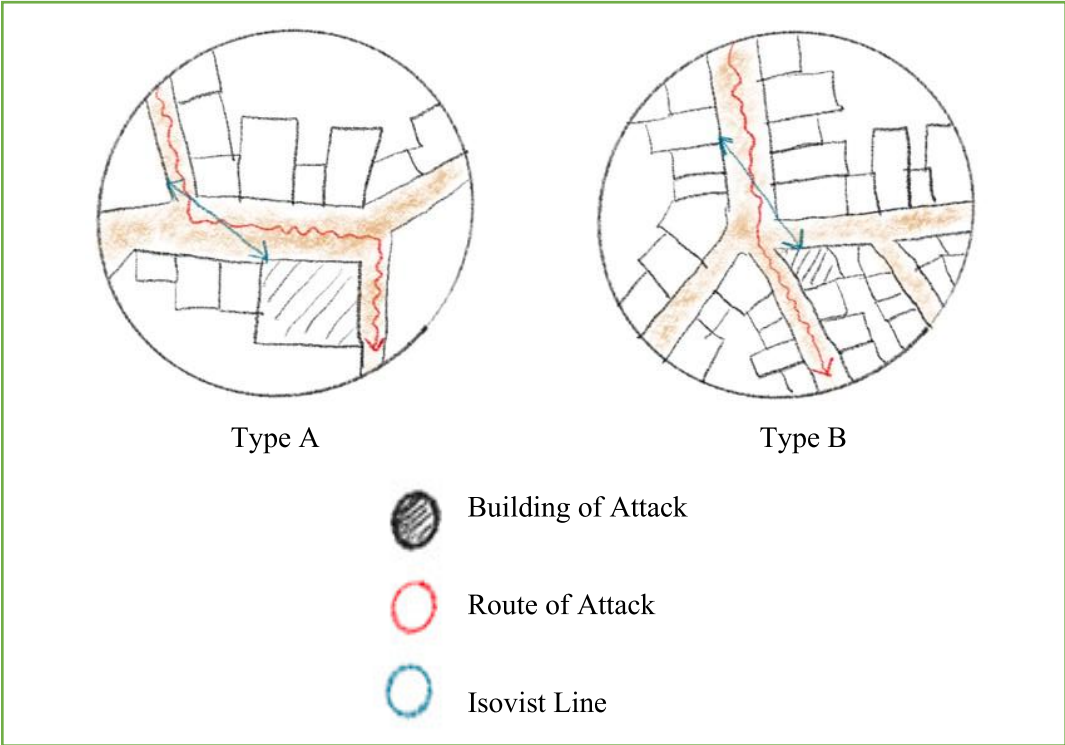 Type A
Type B
Building of Attack
Route of Attack
Isovist Line